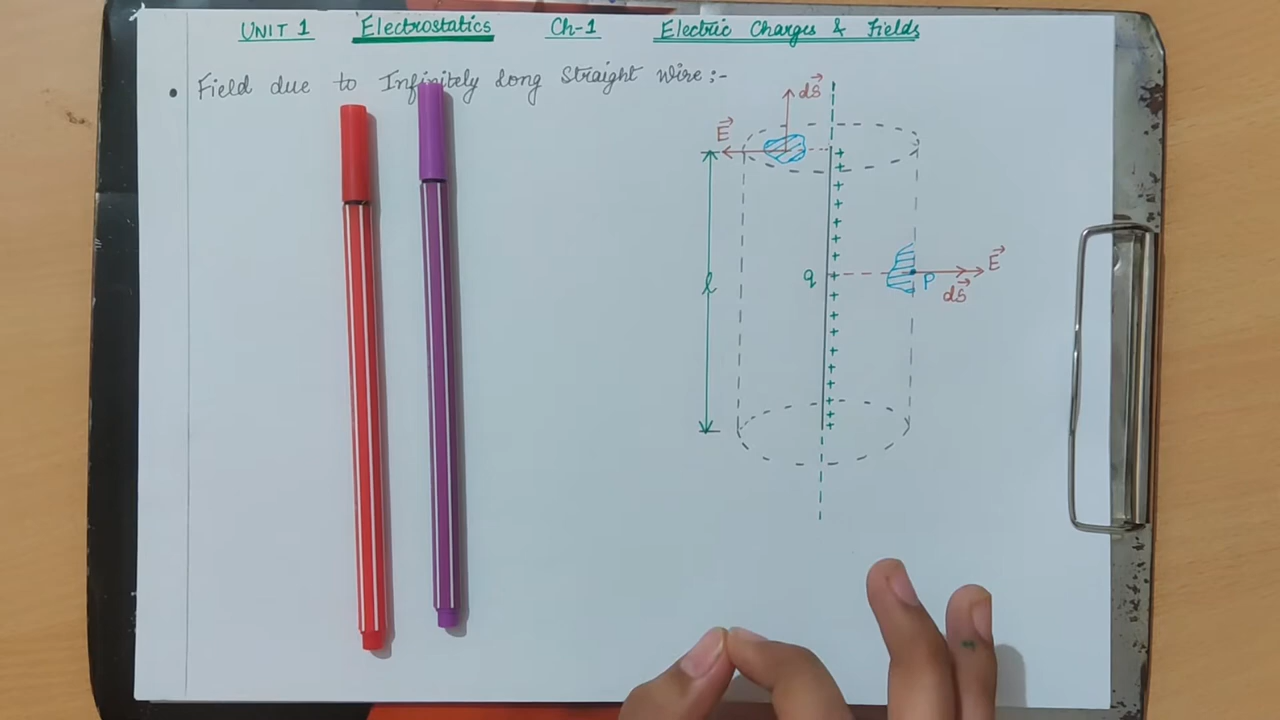 UNIT 1 Electrostatics Ch-1 Electric Charges & Fields
• Field due to Infinitely long Straight Wire :-
dS⃗
E⃗
+
+
+
+
+
+
+
q
l
+
+
+
+
+
+
+
+
+
P
E⃗
dS⃗